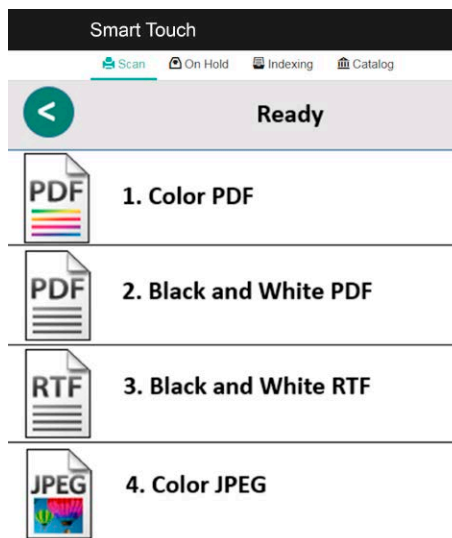 Smart Touch
Scan On Hold Indexing Catalog
< Ready
PDF 1. Color PDF
PDF 2. Black and White PDF
RTF 3. Black and White RTF
JPEG 4. Color JPEG